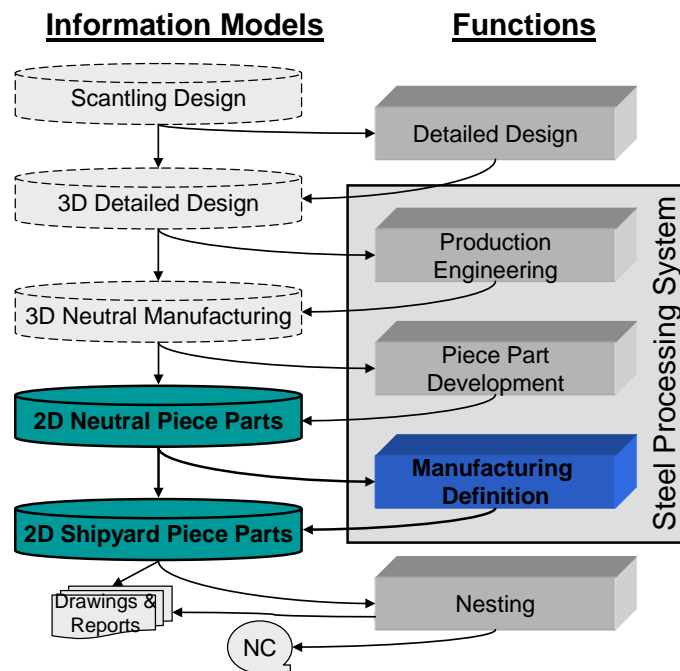 Information Models
Functions
Scantling Design
Detailed Design
3D Detailed Design
Production
Engineering
3D Neutral Manufacturing
Piece Part
Development
2D Neutral Piece Parts
Manufacturing
Definition
2D Shipyard Piece Parts
Steel Processing System
Drawings &
Reports
Nesting
NC